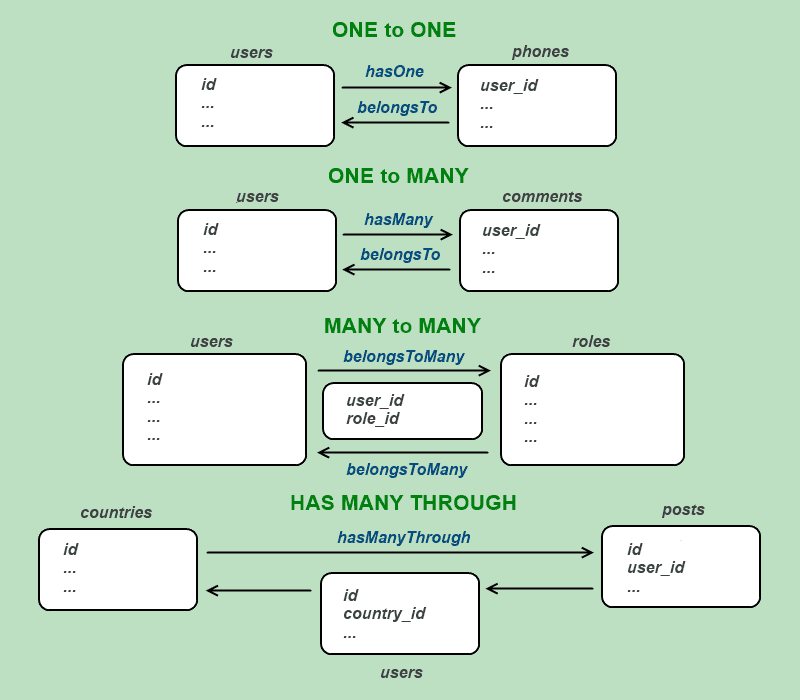 ONE to ONE
users
phones
id
...
...
hasOne
belongsTo
user_id
...
...
ONE to MANY
users
comments
id
...
...
hasMany
belongsTo
user_id
...
...
MANY to MANY
users
roles
id
...
...
...
belongsToMany
user_id
role_id
belongsToMany
id
...
...
...
HAS MANY THROUGH
countries
posts
id
...
...
hasManyThrough
id
country_id
...
users
id
user_id
...